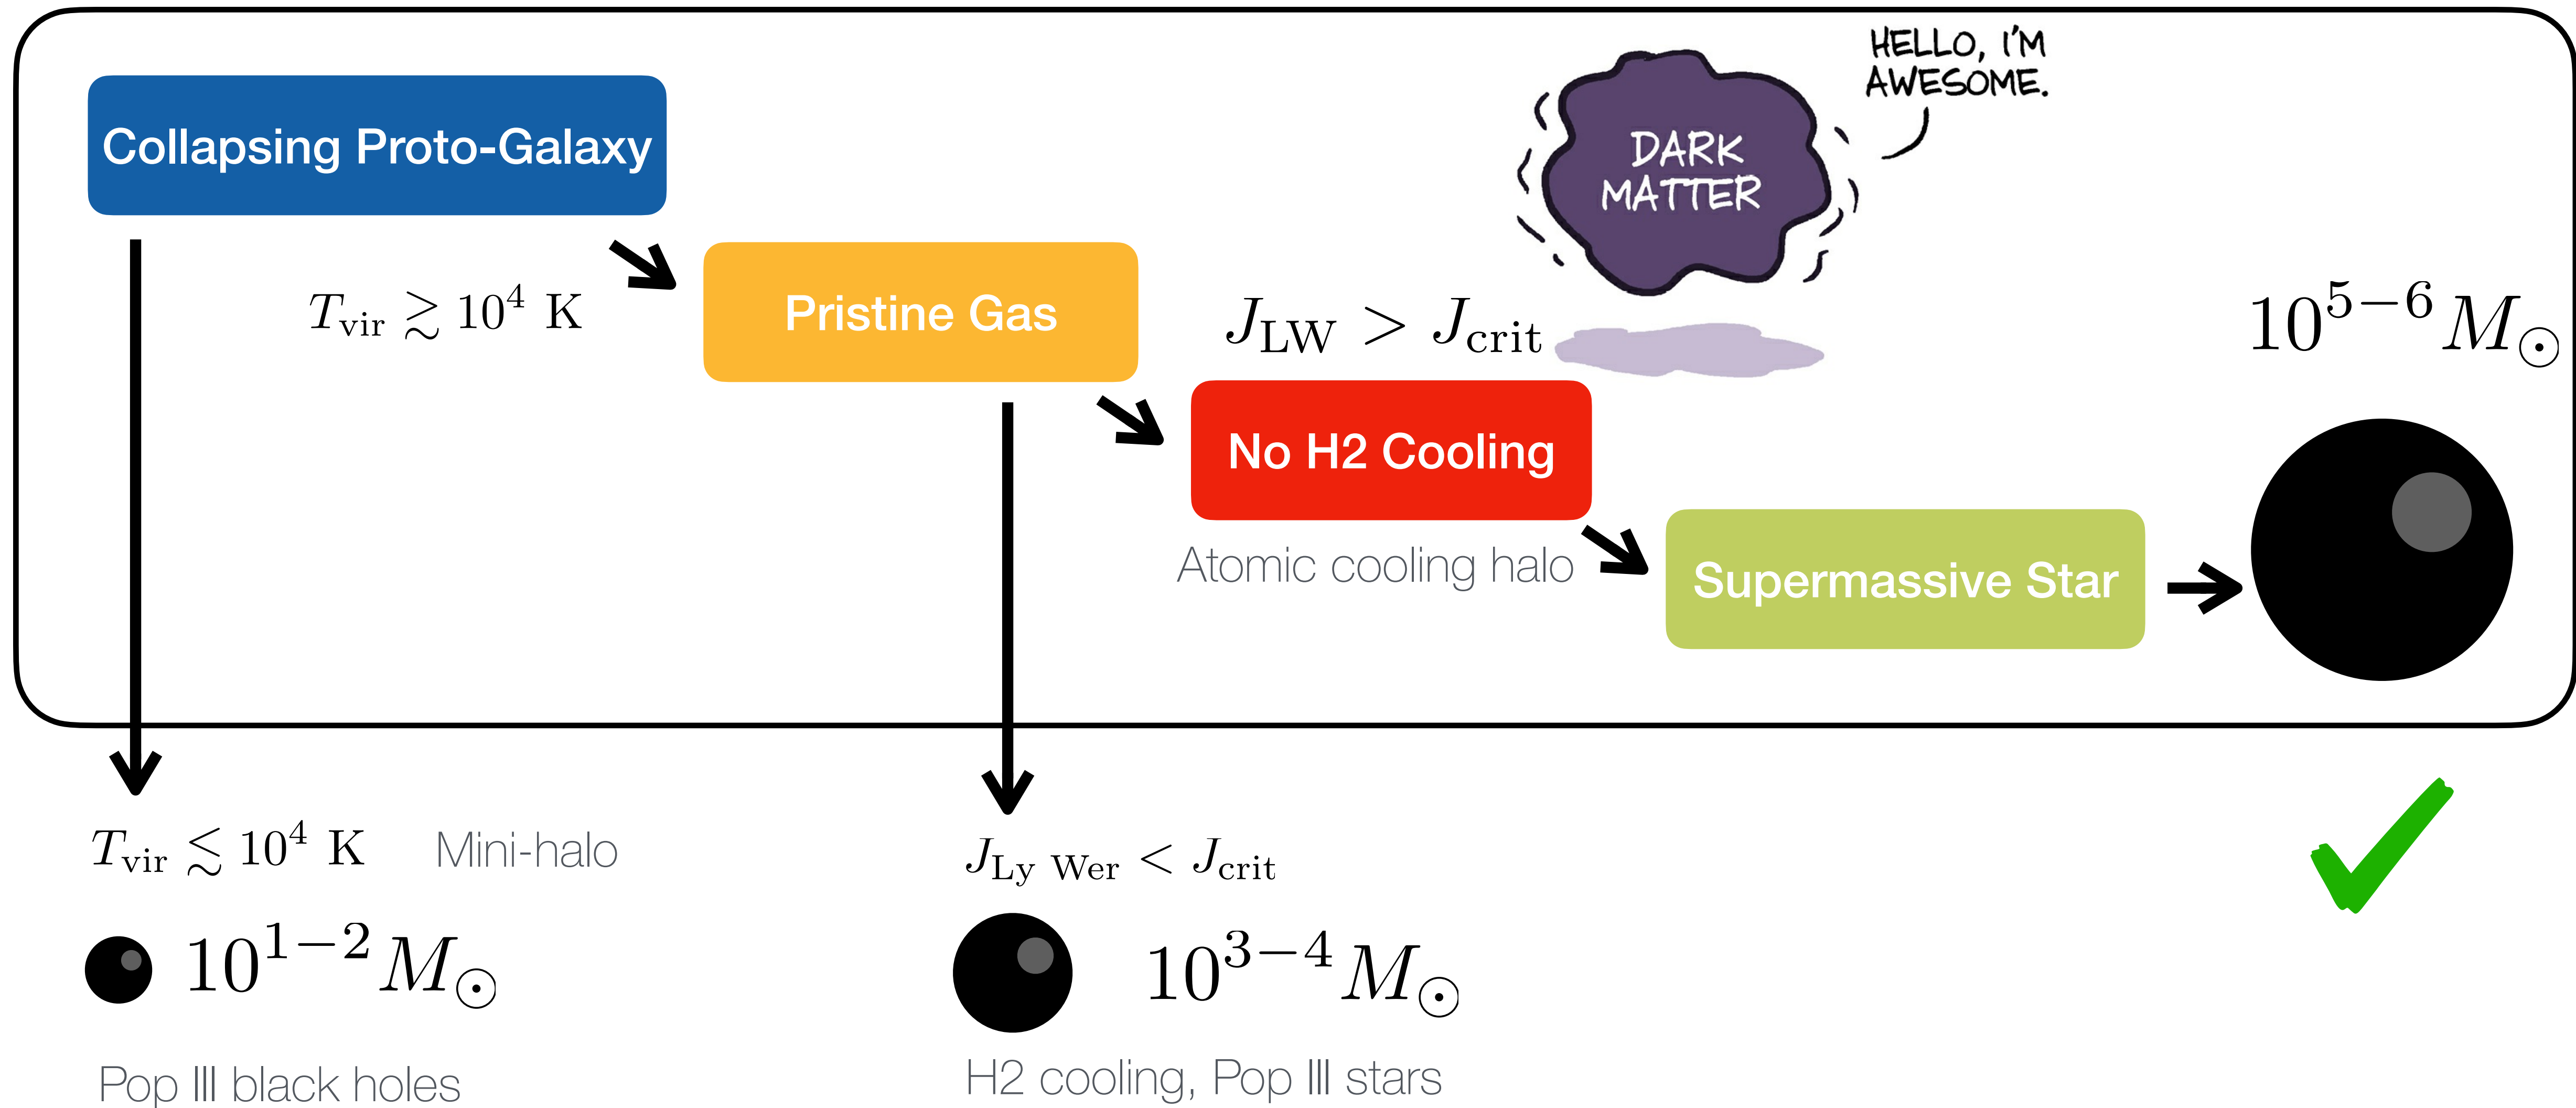 HELLO, I'M
AWESOME.
Collapsing Proto-Galaxy
DARK
MATTER
T_vir ≳ 10^4 K
Pristine Gas
J_LW > J_crit
10^{5−6} M_⊙
No H2 Cooling
Atomic cooling halo
Supermassive Star
T_vir ≲ 10^4 K
Mini-halo
J_Ly Wer < J_crit
10^{1−2} M_⊙
10^{3−4} M_⊙
Pop III black holes
H2 cooling, Pop III stars